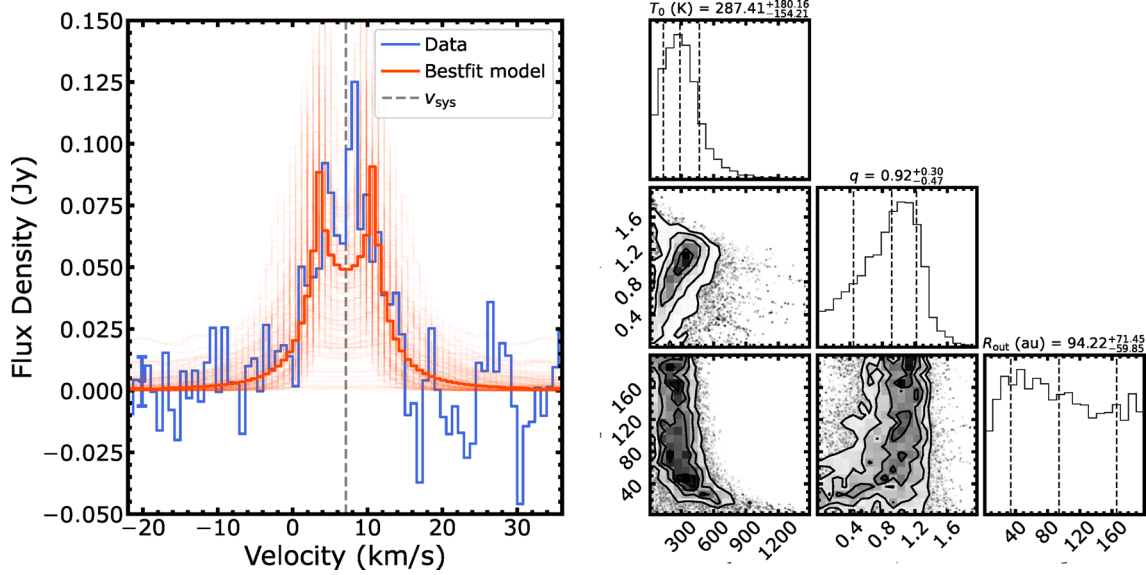 0.150
0.125
0.100
0.075
0.050
0.025
0.000
−0.025
−0.050
Flux Density (Jy)
−20 −10 0 10 20 30
Velocity (km/s)
Data
Bestfit model
v_sys
T_0 (K) = 287.41^{+180.16}_{−154.21}
q = 0.92^{+0.30}_{−0.47}
R_out (au) = 94.22^{+71.45}_{−59.85}
1.6
1.2
0.8
0.4
160
120
80
40
300 600 900 1200
0.4 0.8 1.2 1.6
40 80 120 160